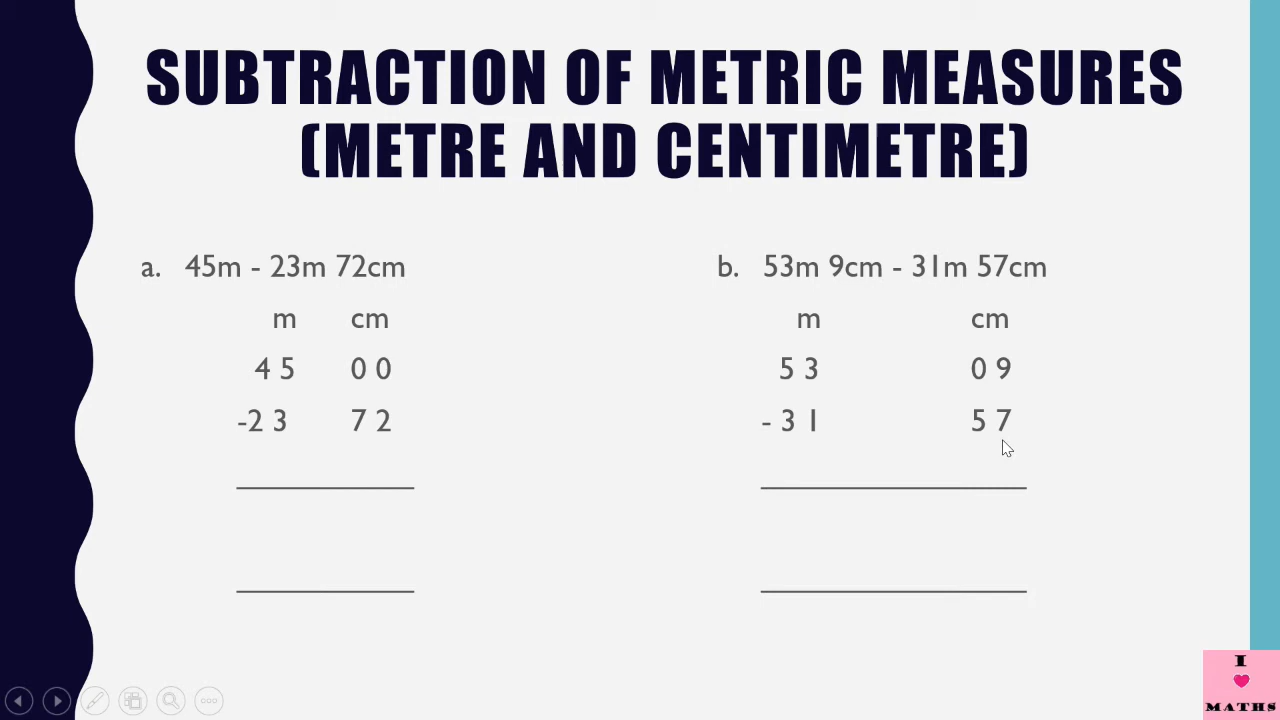 SUBTRACTION OF METRIC MEASURES
(METRE AND CENTIMETRE)
a. 45m - 23m 72cm
m cm
4 5 0 0
-2 3 7 2
b. 53m 9cm - 31m 57cm
m cm
5 3 0 9
- 3 1 5 7
I
MATHS